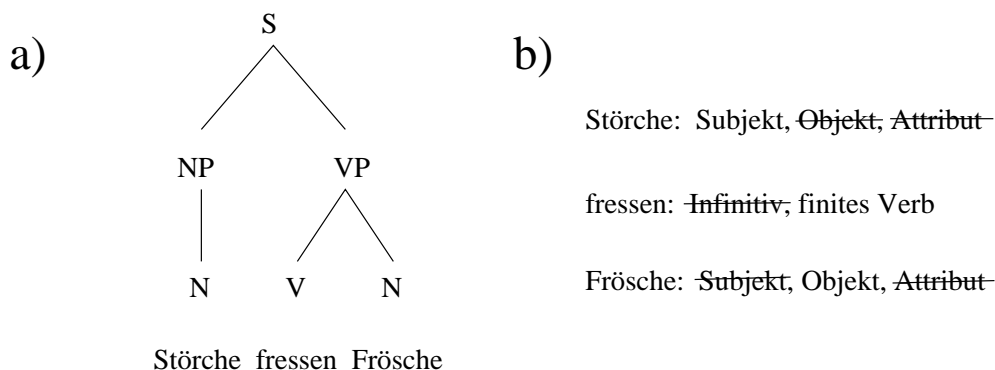 a)
S
NP VP
N V N
Störche fressen Frösche
b)
Störche: Subjekt, Objekt, Attribut
fressen: Infinitiv, finites Verb
Frösche: Subjekt, Objekt, Attribut